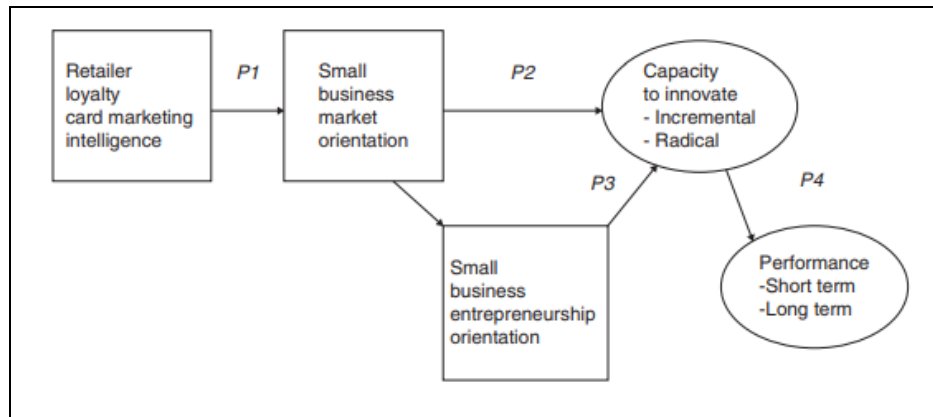 Retailer
loyalty
card marketing
intelligence
P1
Small
business
market
orientation
P2
Capacity
to innovate
- Incremental
- Radical
P3
P4
Small
business
entrepreneurship
orientation
Performance
-Short term
-Long term